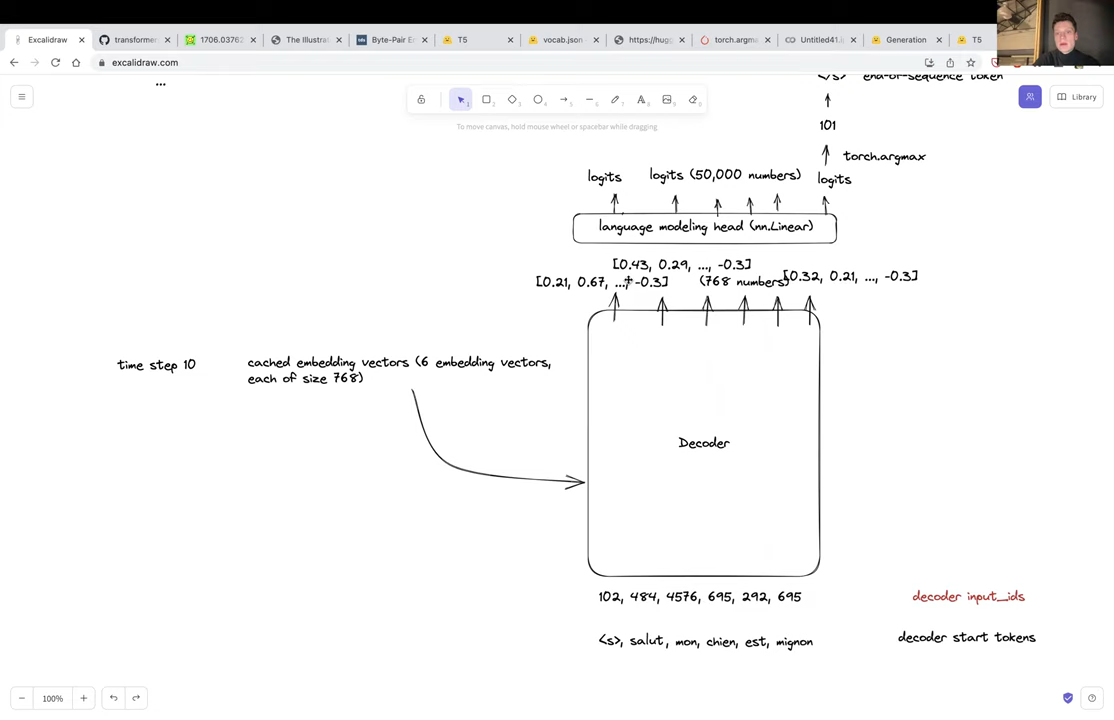 Excalidraw
transformer
1706.03762
The Illustrat
Byte-Pair En
T5
vocab.json
https://hugg
torch.argma
Untitled41.i
Generation
T5
excalidraw.com
...
</s> end-of-sequence token
Library
To move canvas, hold mouse wheel or spacebar while dragging
101
torch.argmax
logits
logits (50,000 numbers)
logits
language modeling head (nn.Linear)
[0.43, 0.29, ..., -0.3]
[0.21, 0.67, ..., -0.3]
(768 numbers)
[0.32, 0.21, ..., -0.3]
time step 10
cached embedding vectors (6 embedding vectors,
each of size 768)
Decoder
102, 484, 4576, 695, 292, 695
decoder input_ids
<s>, salut, mon, chien, est, mignon
decoder start tokens
100%